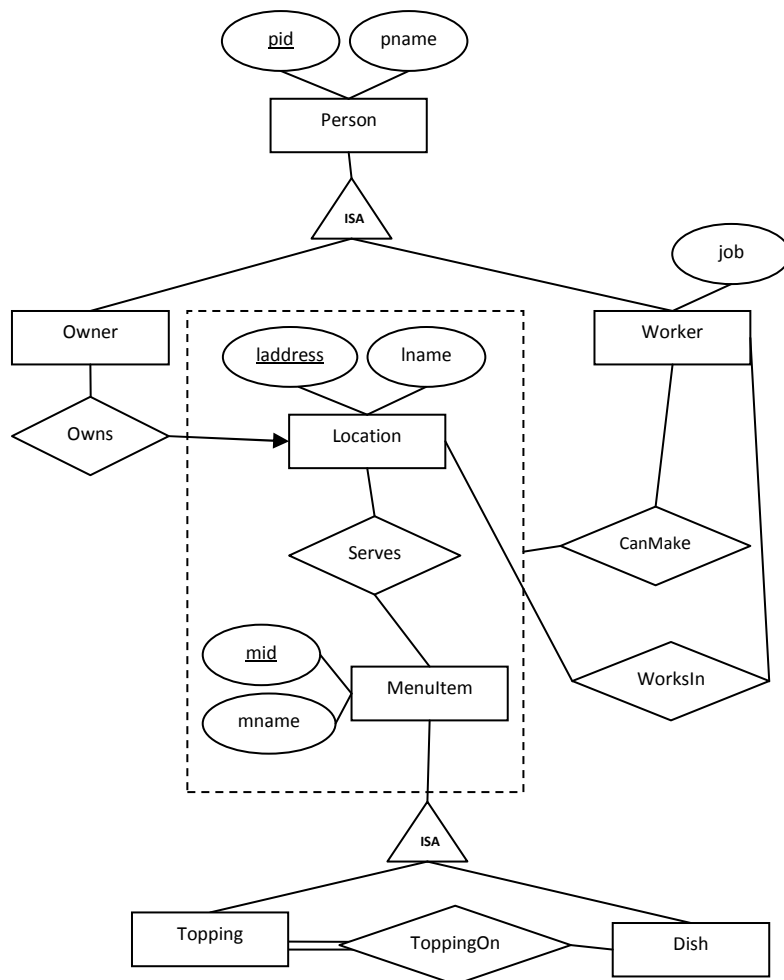 pid
pname
Person
ISA
job
Owner
Worker
laddress
lname
Owns
Location
CanMake
Serves
mid
MenuItem
WorksIn
mname
ISA
Topping
ToppingOn
Dish